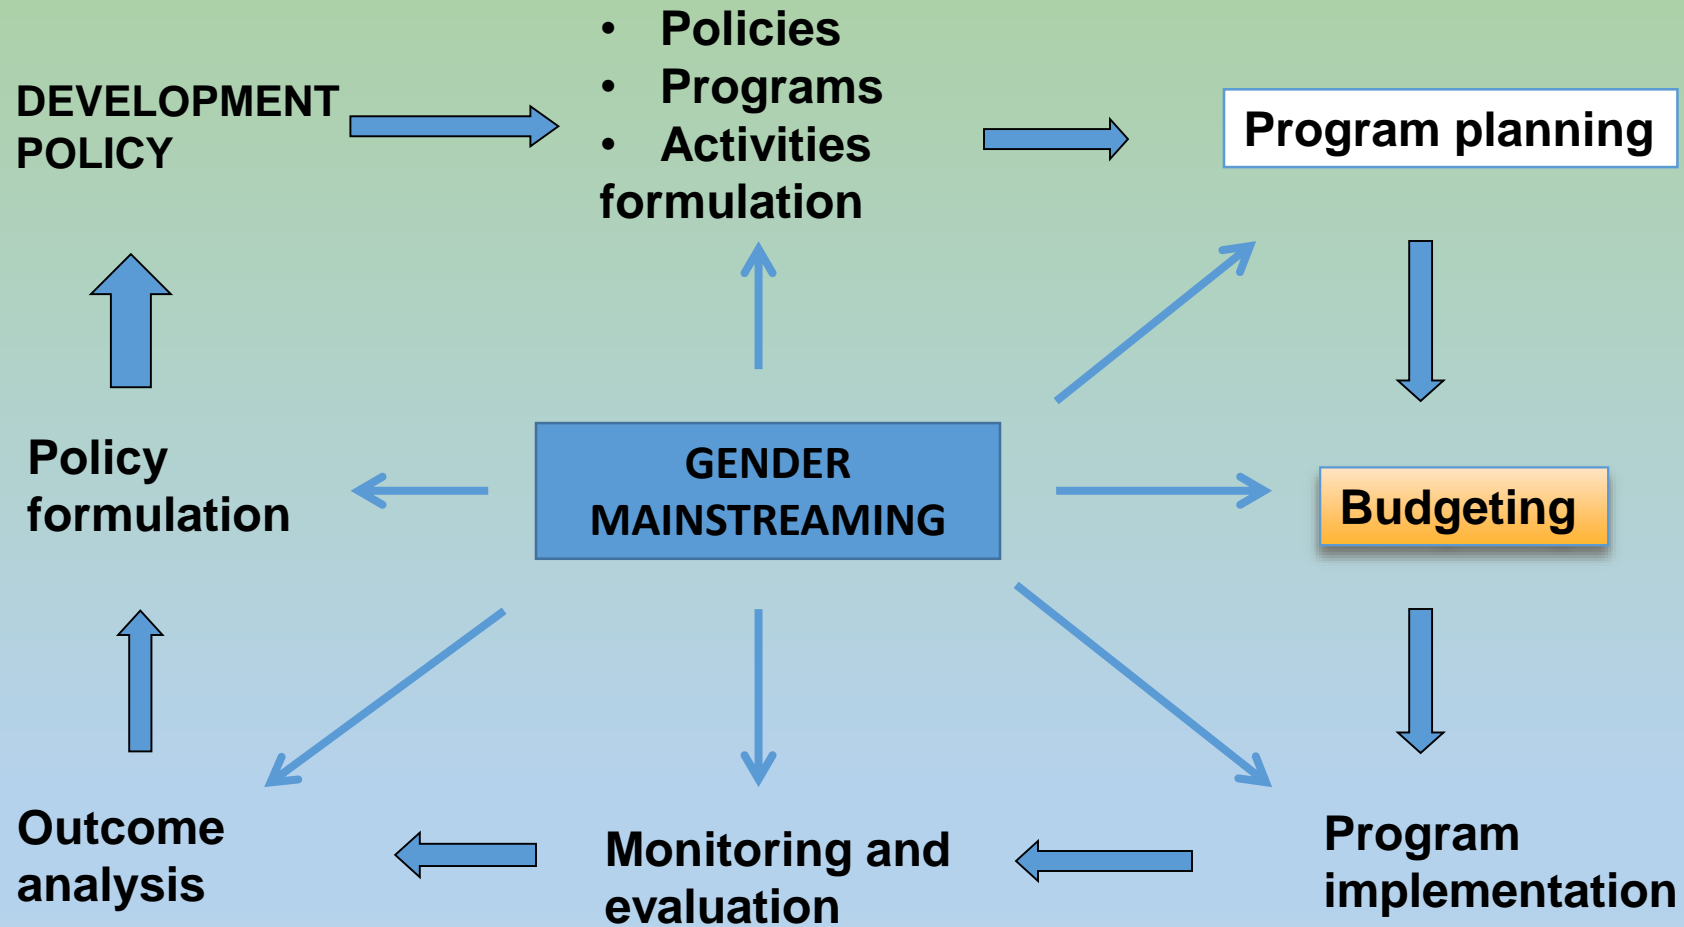 DEVELOPMENT
POLICY
• Policies
• Programs
• Activities
formulation
Program planning
Policy
formulation
GENDER
MAINSTREAMING
Budgeting
Outcome
analysis
Monitoring and
evaluation
Program
implementation